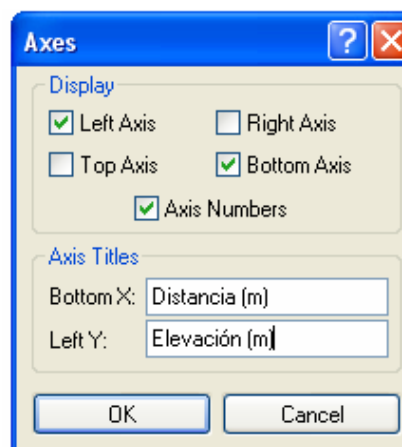 Axes
Display
Left Axis Right Axis
Top Axis Bottom Axis
Axis Numbers
Axis Titles
Bottom X: Distancia (m)
Left Y: Elevación (m)
OK Cancel